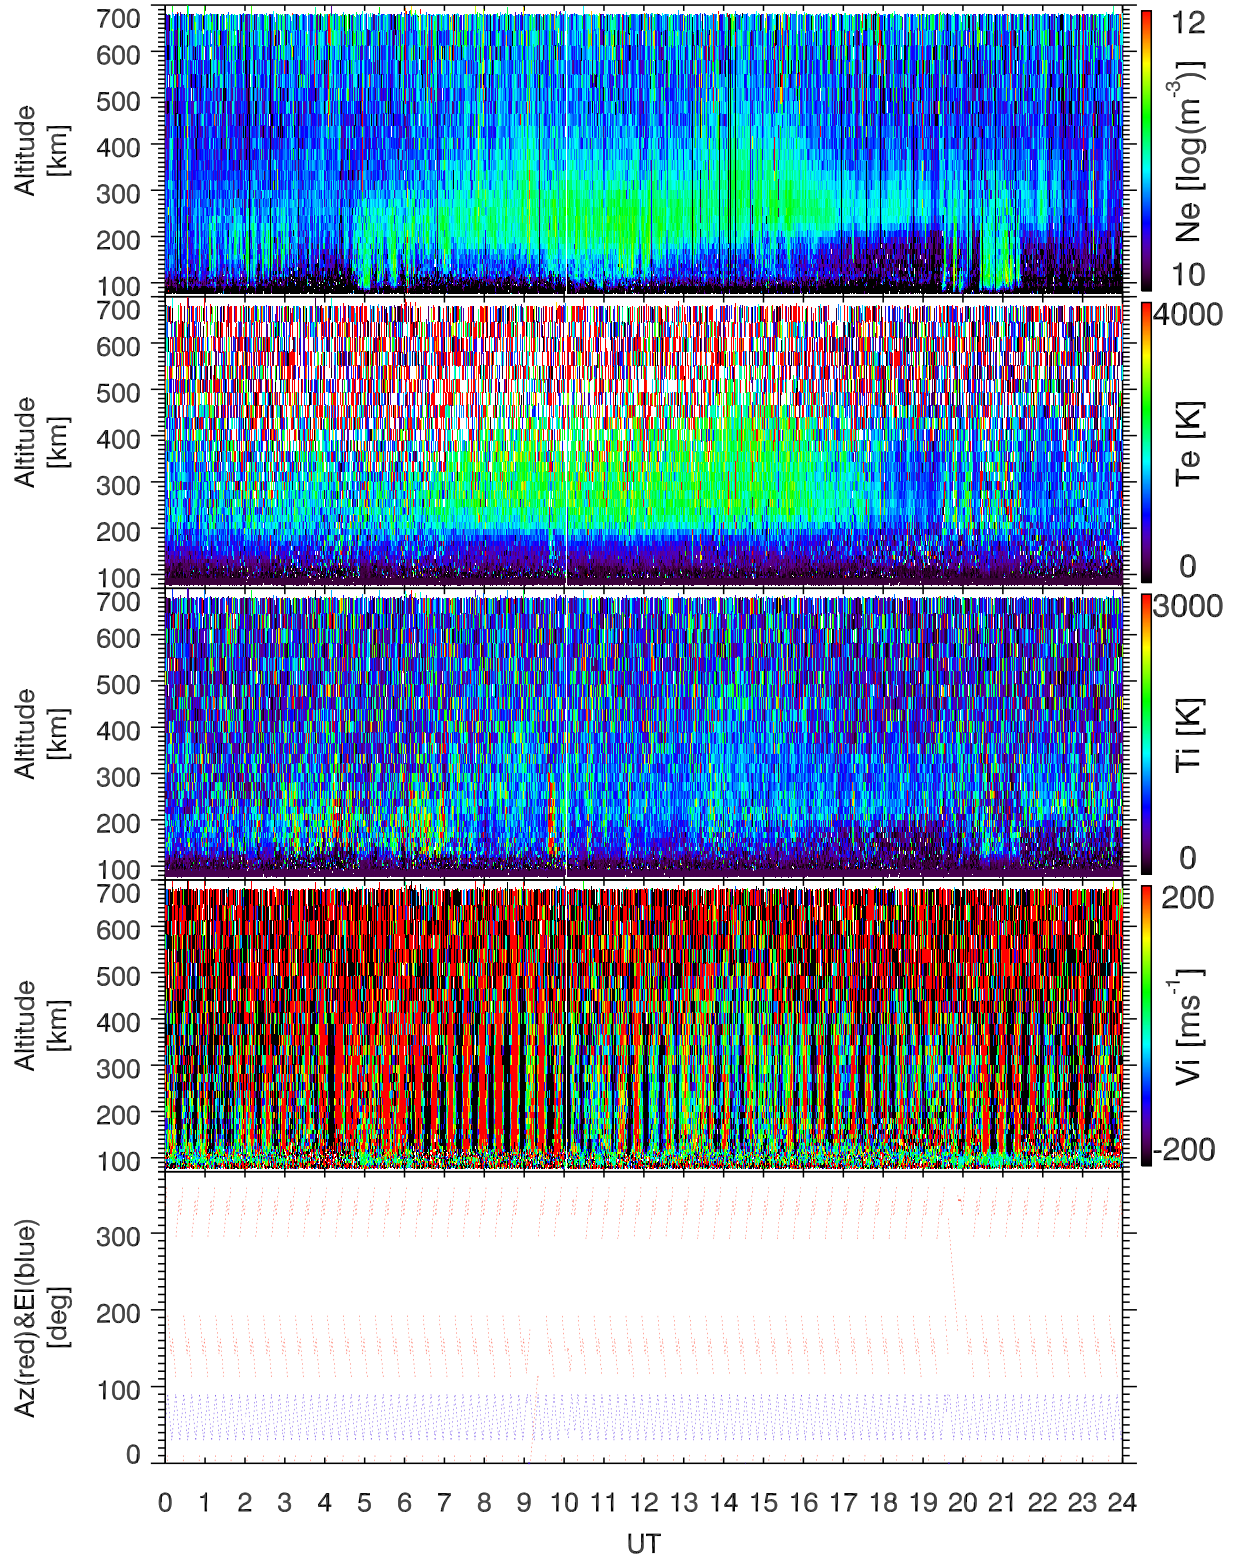 700
600
500
400
300
200
100
Altitude
[km]
12
10
Ne [log(m⁻³)]
700
600
500
400
300
200
100
Altitude
[km]
4000
0
Te [K]
700
600
500
400
300
200
100
Altitude
[km]
3000
0
Ti [K]
700
600
500
400
300
200
100
Altitude
[km]
200
-200
Vi [ms⁻¹]
300
200
100
0
Az(red)&El(blue)
[deg]
0 1 2 3 4 5 6 7 8 9 10 11 12 13 14 15 16 17 18 19 20 21 22 23 24
UT